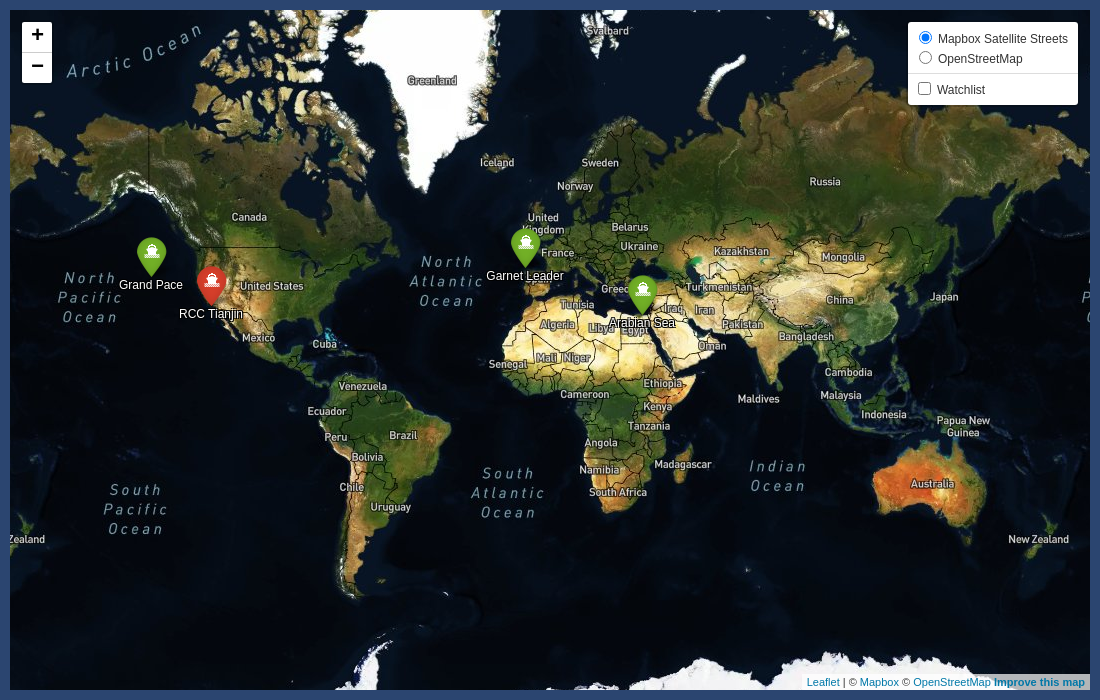 +
−
Mapbox Satellite Streets
OpenStreetMap
Watchlist
Arctic Ocean
Svalbard
Greenland
Iceland
Sweden
Norway
Russia
Canada
United
Kingdom
Belarus
Ukraine
France
Kazakhstan
Mongolia
North
Pacific
Ocean
Grand Pace
RCC Tianjin
United States
North
Atlantic
Ocean
Garnet Leader
Arabian Sea
Turkmenistan
China
Japan
Tunisia
Iraq
Iran
Pakistan
Algeria
Libya
Egypt
Mexico
Cuba
Oman
Bangladesh
Senegal
Mali
Niger
Venezuela
Ethiopia
Cambodia
Cameroon
Maldives
Malaysia
Ecuador
Kenya
Indonesia
Papua New
Guinea
Peru
Brazil
Tanzania
Angola
Bolivia
Namibia
Madagascar
Indian
Ocean
South
Atlantic
Ocean
South
Pacific
Ocean
Chile
South Africa
Australia
Uruguay
Zealand
New Zealand
Leaflet | © Mapbox © OpenStreetMap Improve this map